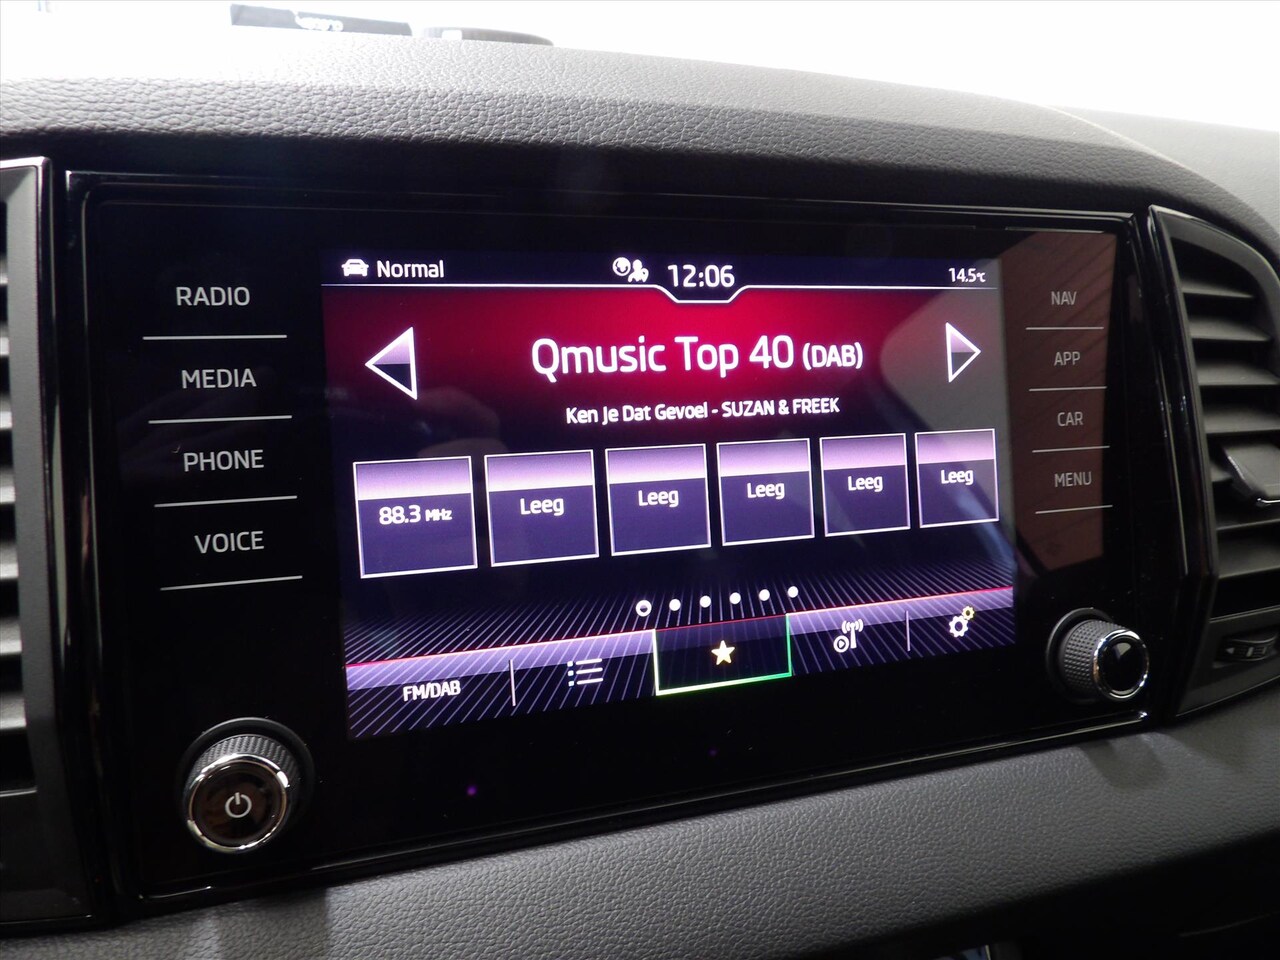 Normal
12:06
14.5°C
RADIO
MEDIA
PHONE
VOICE
Qmusic Top 40 (DAB)
Ken Je Dat Gevoel - SUZAN & FREEK
88.3 MHz
Leeg
Leeg
Leeg
Leeg
Leeg
FM/DAB
NAV
APP
CAR
MENU